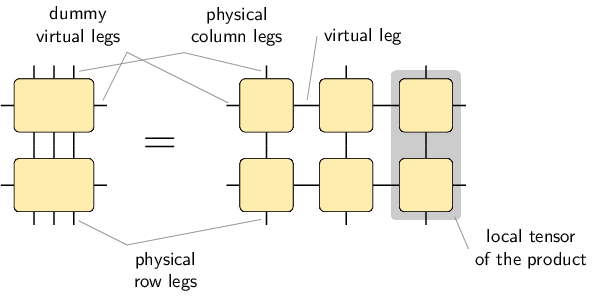 dummy
virtual legs
physical
column legs
virtual leg
=
physical
row legs
local tensor
of the product